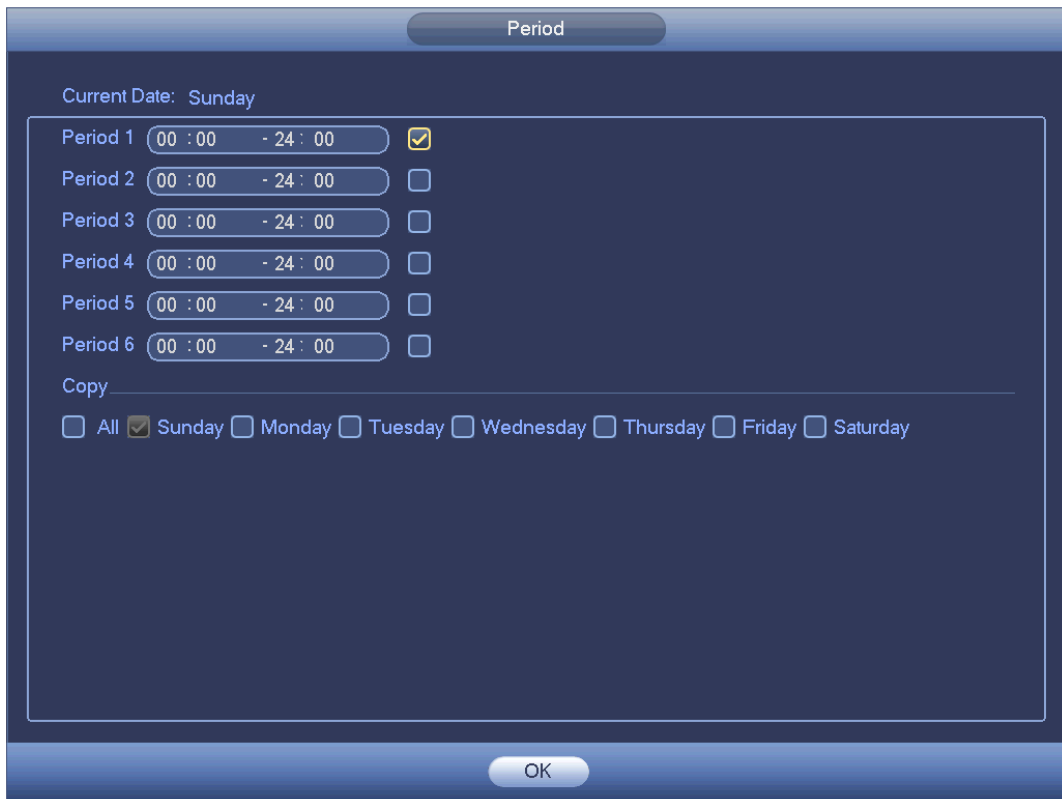 Period
Current Date: Sunday
Period 1 00 :00 - 24 : 00
Period 2 00 :00 - 24 : 00
Period 3 00 :00 - 24 : 00
Period 4 00 :00 - 24 : 00
Period 5 00 :00 - 24 : 00
Period 6 00 :00 - 24 : 00
Copy
All Sunday Monday Tuesday Wednesday Thursday Friday Saturday
OK